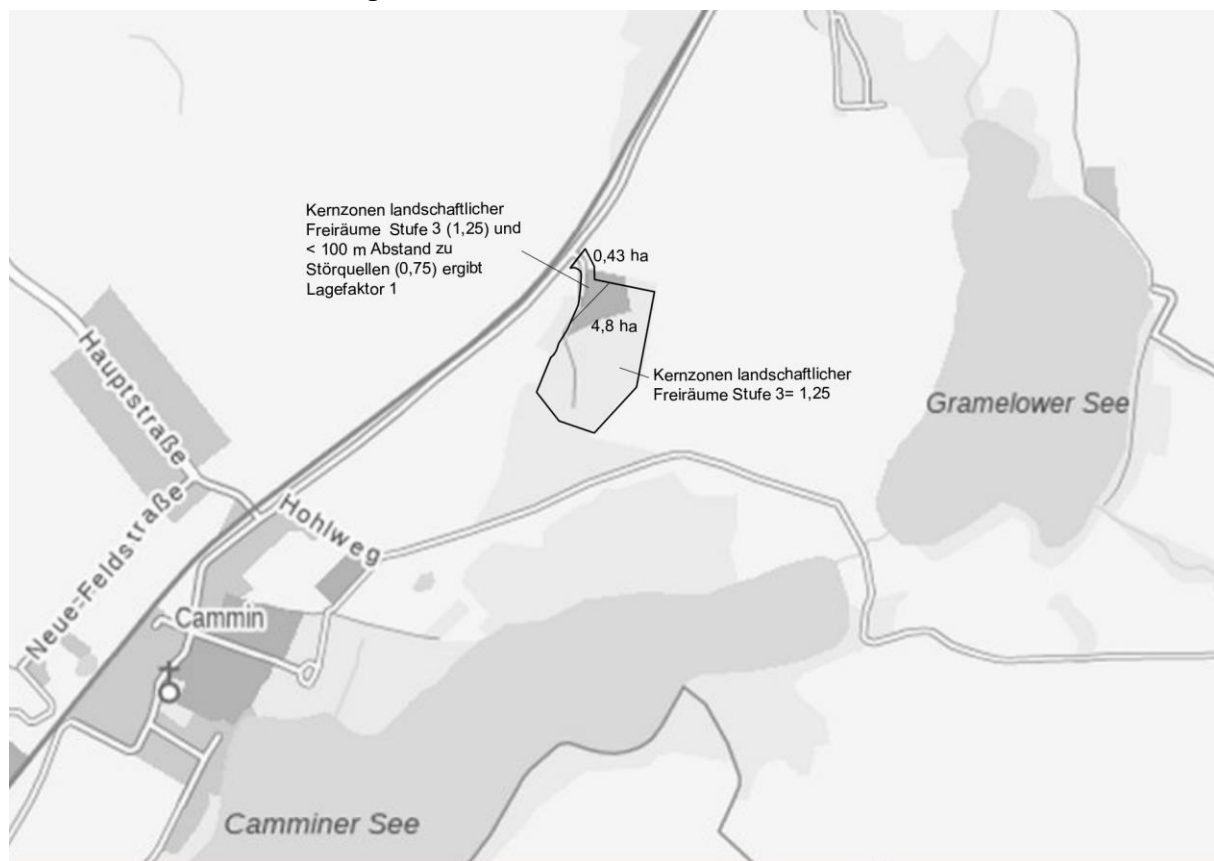 Kernzonen landschaftlicher
Freiräume Stufe 3 (1,25) und
< 100 m Abstand zu
Störquellen (0,75) ergibt
Lagefaktor 1
0,43 ha
4,8 ha
Kernzonen landschaftlicher
Freiräume Stufe 3= 1,25
Hauptstraße
Gramelower See
Hohlweg
Neue-Feldstraße
Cammin
Camminer See